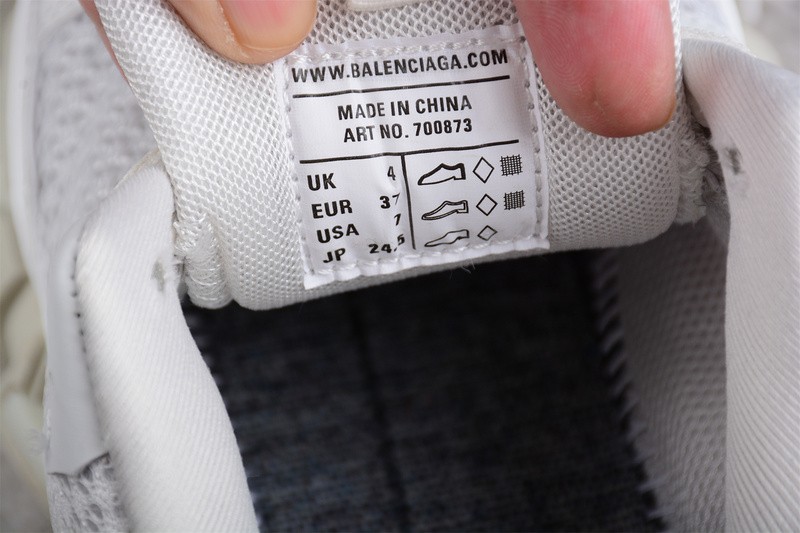 WWW.BALENCIAGA.COM
MADE IN CHINA
ART NO. 700873
UK 4
EUR 37
USA 7
JP 24.5